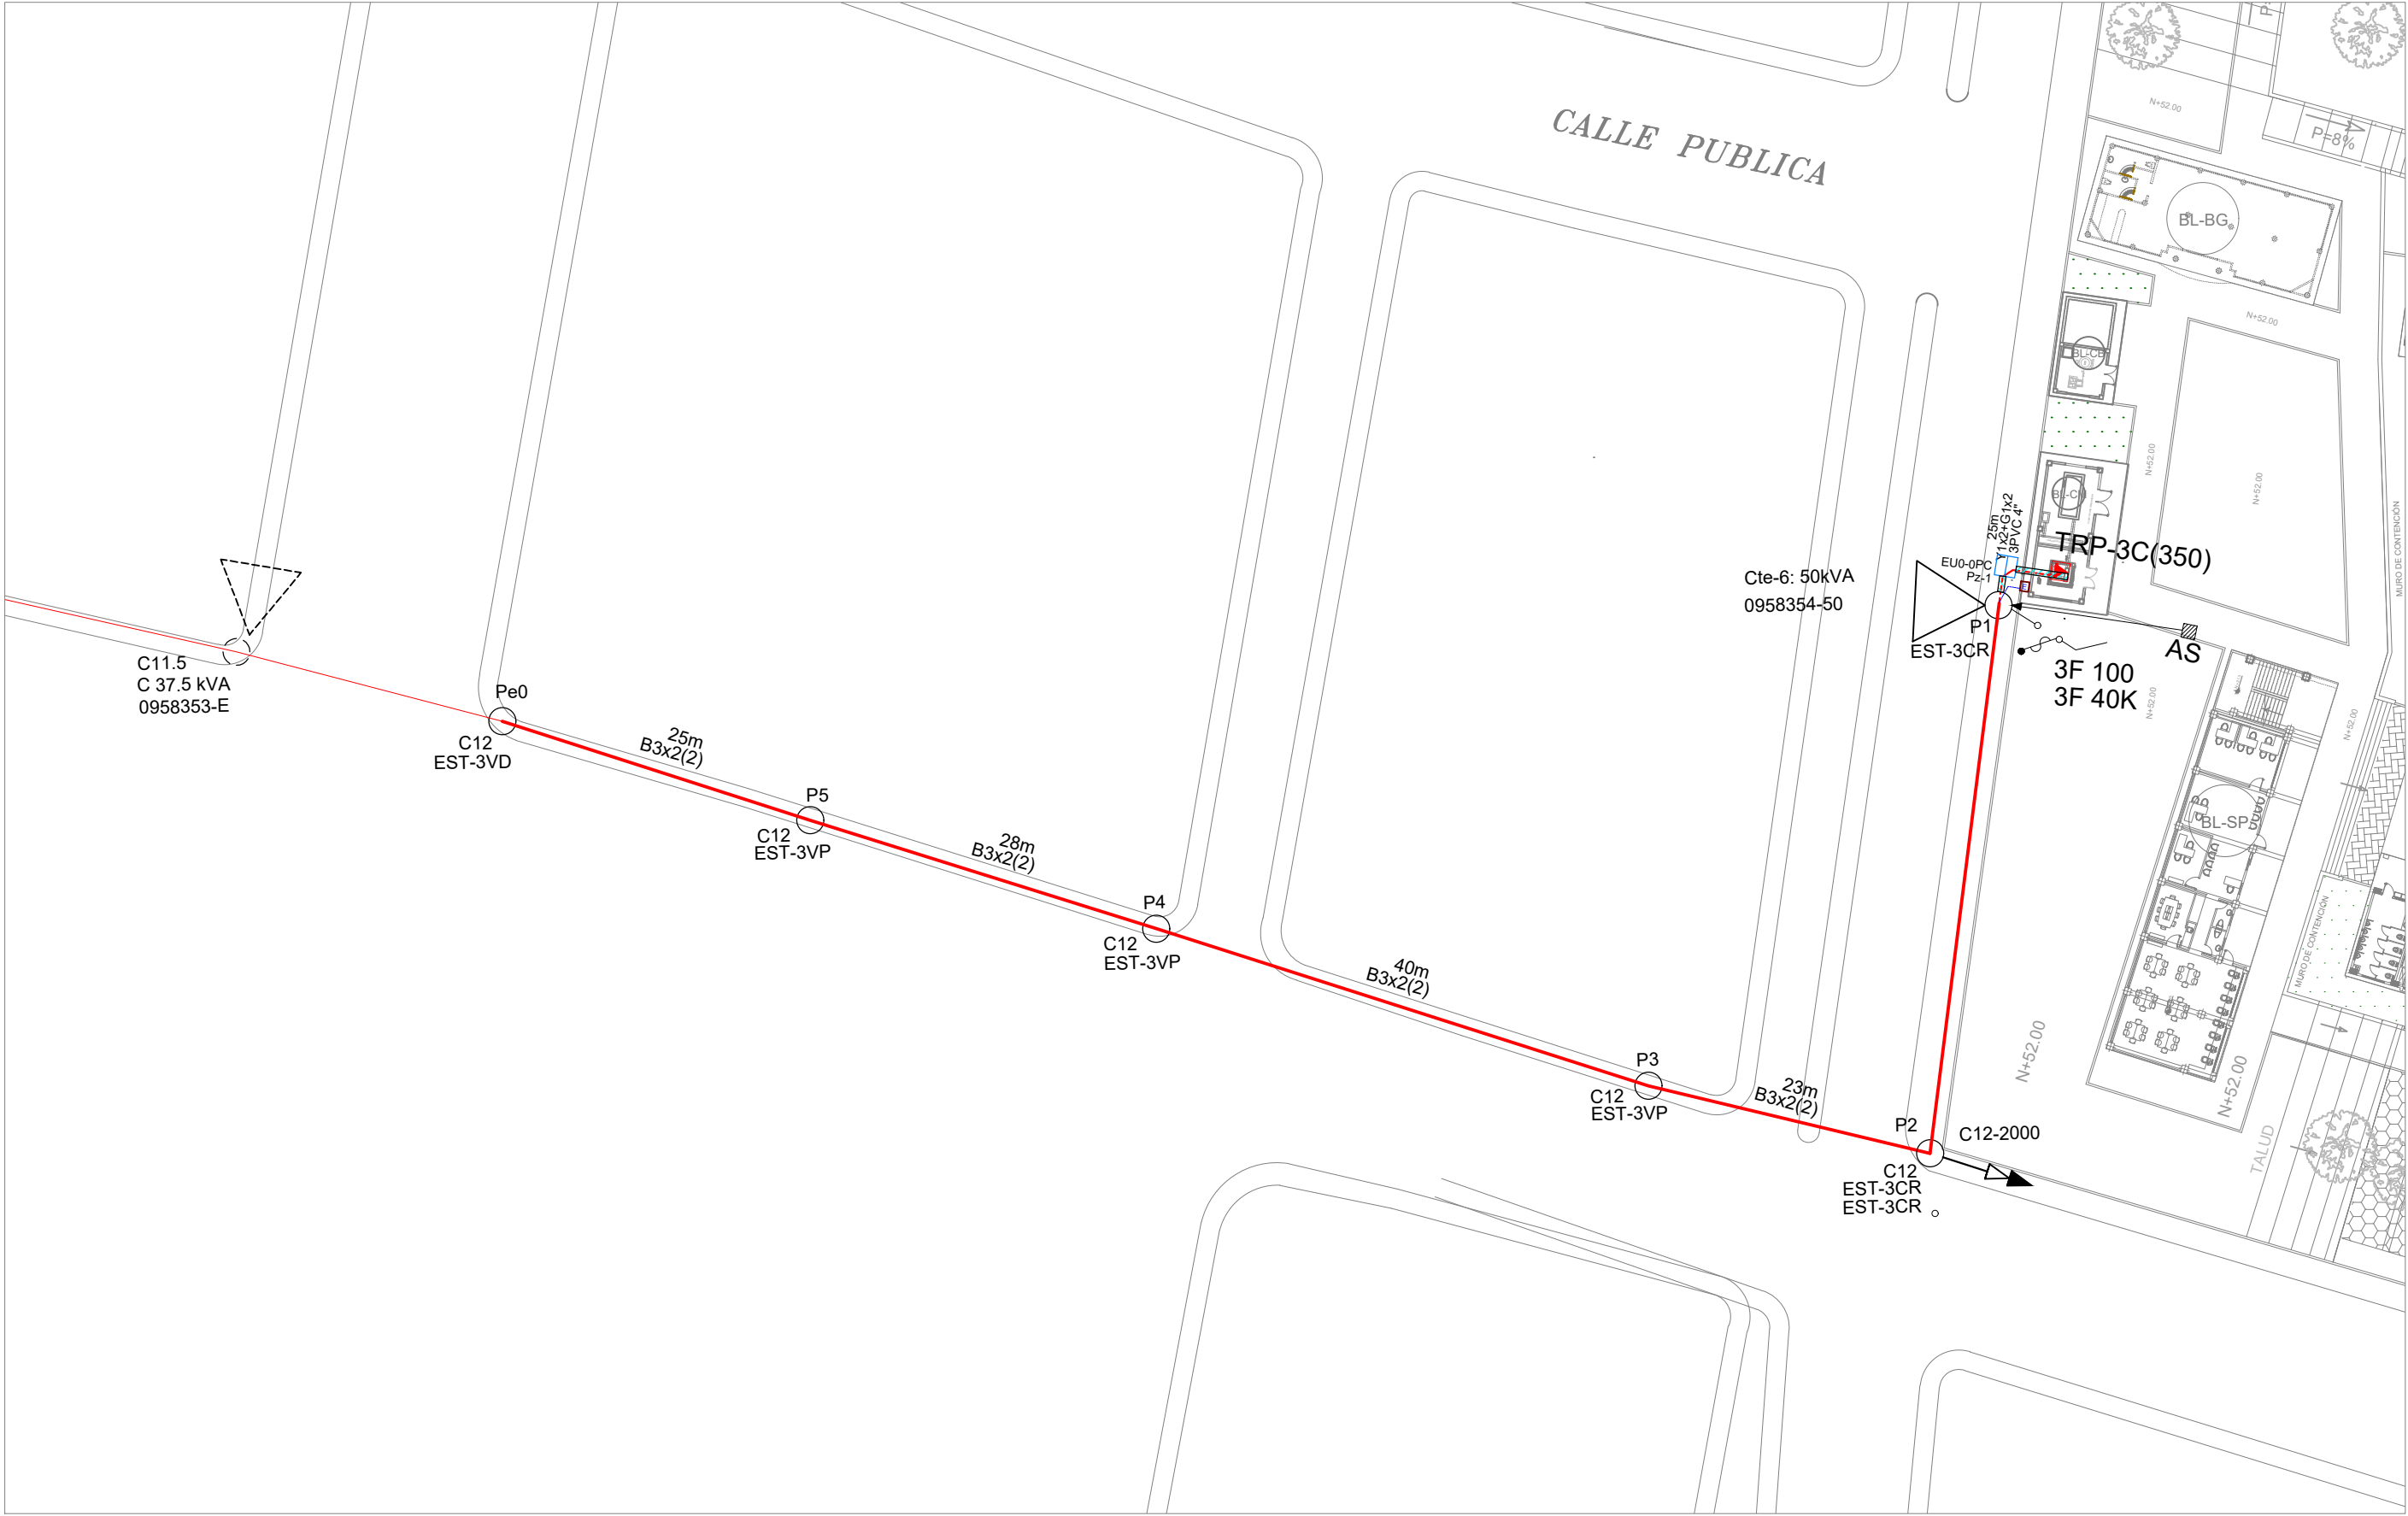 CALLE PUBLICA
N+52.00
P=8%
BL-BG
N+52.00
BL-CB
N+52.00
N+52.00
MURO DE CONTENCIÓN
25m
Y1x2+G1x2
3PVC 4"
EU0-0PC
Pz-1
TRP-3C(350)
Cte-6: 50kVA
0958354-50
P1
EST-3CR
AS
3F 100
3F 40K
N+52.00
N+52.00
C11.5
C 37.5 kVA
0958353-E
Pe0
C12
EST-3VD
25m
B3x2(2)
P5
C12
EST-3VP
28m
B3x2(2)
P4
C12
EST-3VP
40m
B3x2(2)
P3
C12
EST-3VP
23m
B3x2(2)
P2
C12-2000
C12
EST-3CR
EST-3CR
BL-SP
MURO DE CONTENCIÓN
N+52.00
N+52.00
TALUD